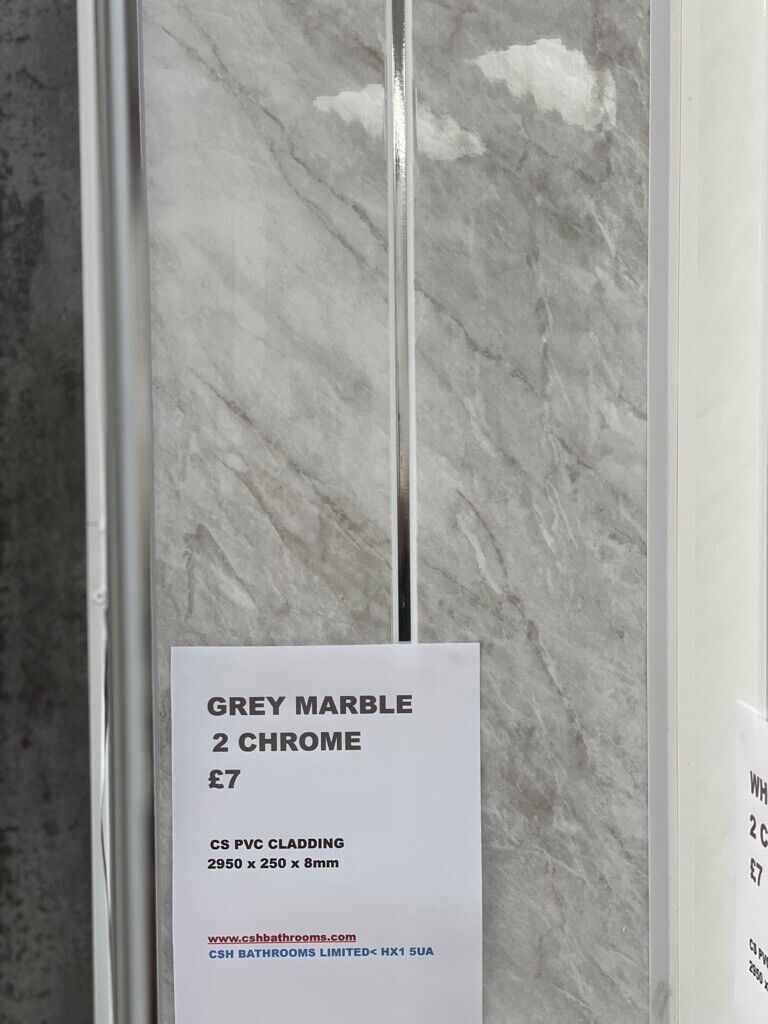 GREY MARBLE
2 CHROME
£7
CS PVC CLADDING
2950 x 250 x 8mm
www.cshbathrooms.com
CSH BATHROOMS LIMITED< HX1 5UA
WH
2 C
£7
CS PV
2950 x